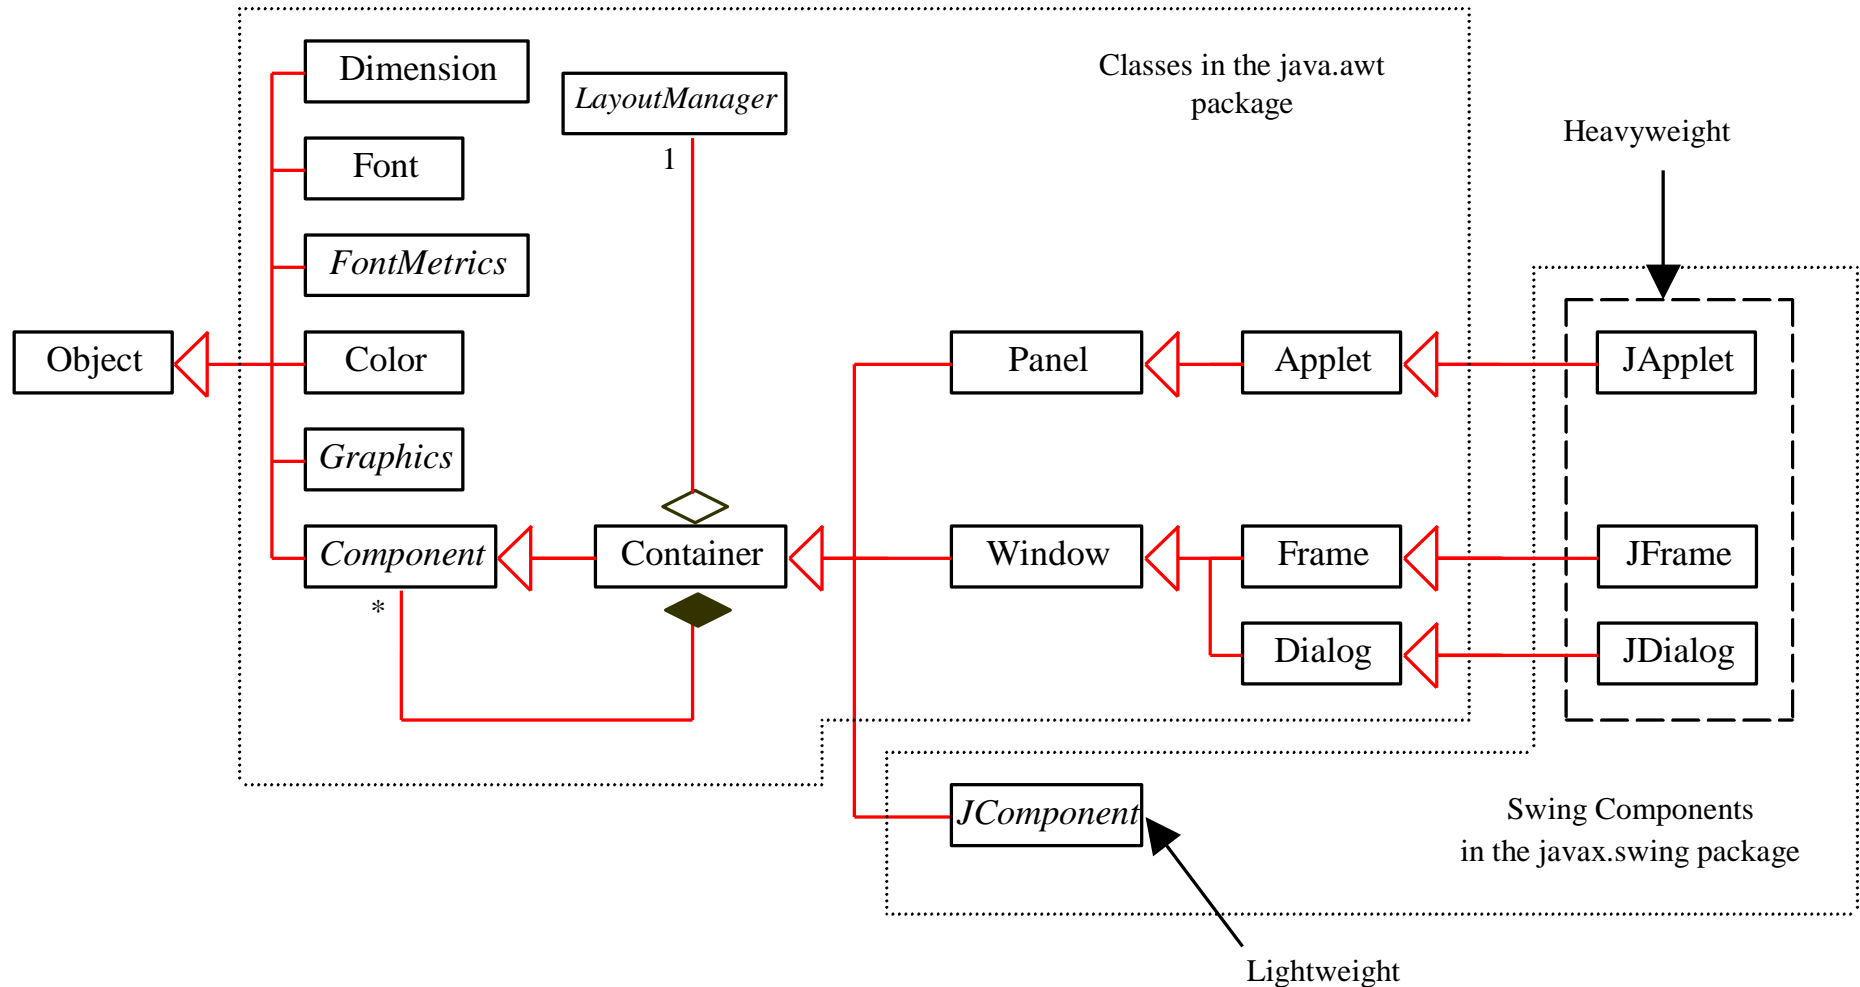 Dimension
LayoutManager
Classes in the java.awt
package
Heavyweight
1
Font
FontMetrics
Object
Color
Panel
Applet
JApplet
Graphics
Component
Container
Window
Frame
JFrame
*
Dialog
JDialog
JComponent
Swing Components
in the javax.swing package
Lightweight